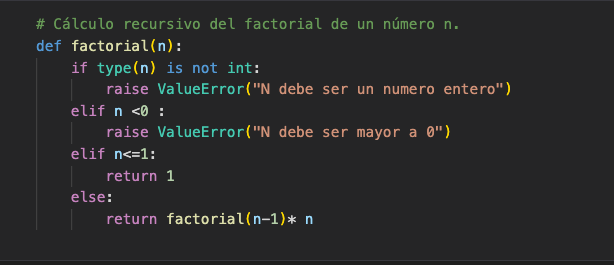 # Cálculo recursivo del factorial de un número n.
def factorial(n):
    if type(n) is not int:
        raise ValueError("N debe ser un numero entero")
    elif n <0 :
        raise ValueError("N debe ser mayor a 0")
    elif n<=1:
        return 1
    else:
        return factorial(n-1)* n